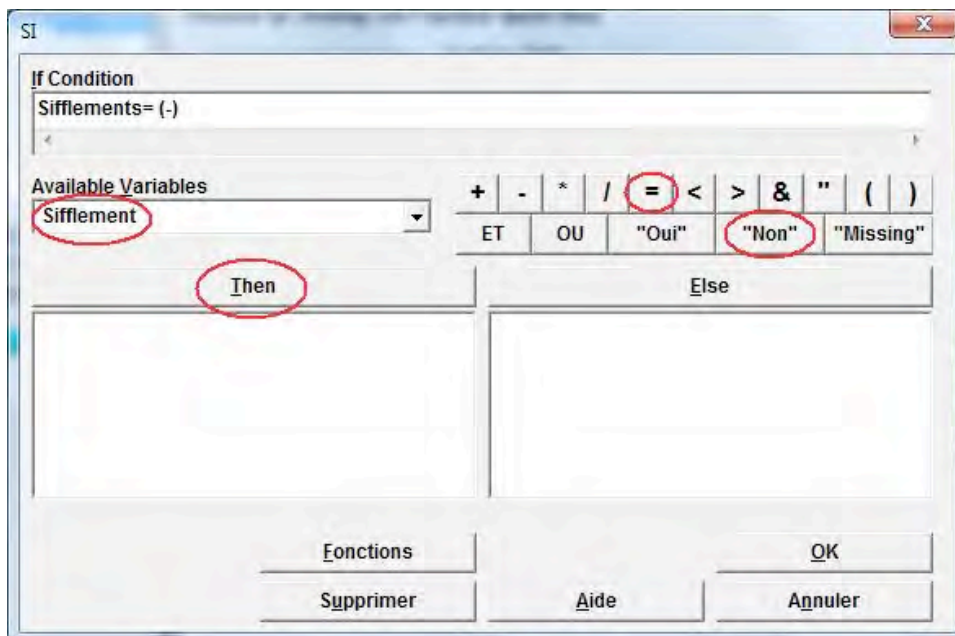 SI
If Condition
Sifflements= (-)
Available Variables
Sifflement
+ - * / = < > & " ( )
ET OU "Oui" "Non" "Missing"
Then Else
Fonctions OK
Supprimer Aide Annuler